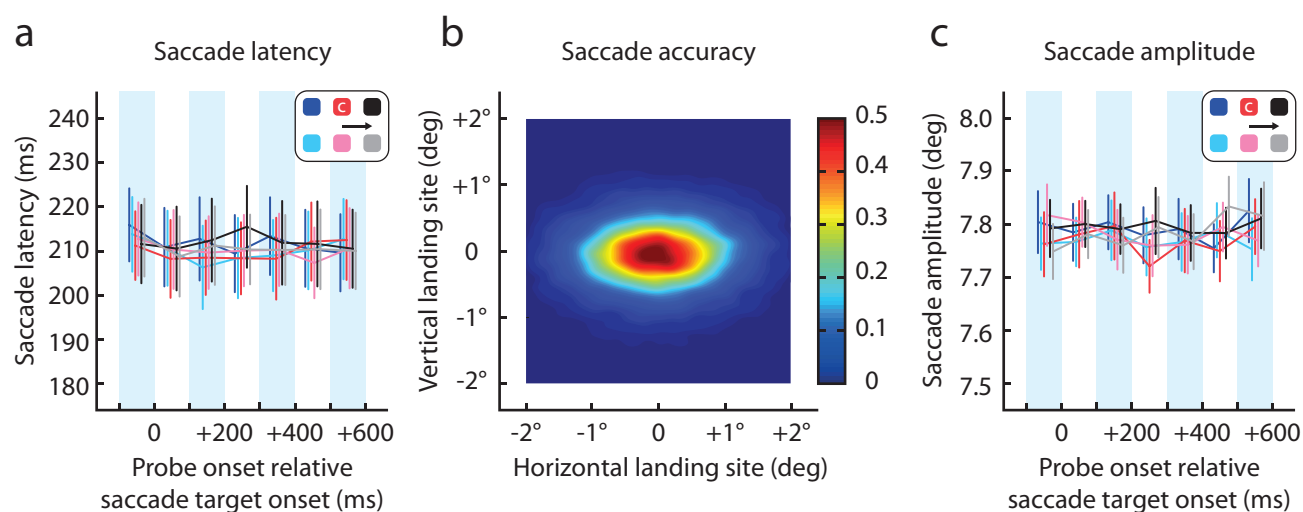 a
Saccade latency
Saccade latency (ms)
240
230
220
210
200
190
180
C
0
+200
+400
+600
Probe onset relative
saccade target onset (ms)
b
Saccade accuracy
Vertical landing site (deg)
+2°
+1°
0
-1°
-2°
-2°
-1°
0
+1°
+2°
Horizontal landing site (deg)
0.5
0.4
0.3
0.2
0.1
0
c
Saccade amplitude
Saccade amplitude (deg)
8.0
7.9
7.8
7.7
7.6
7.5
C
0
+200
+400
+600
Probe onset relative
saccade target onset (ms)